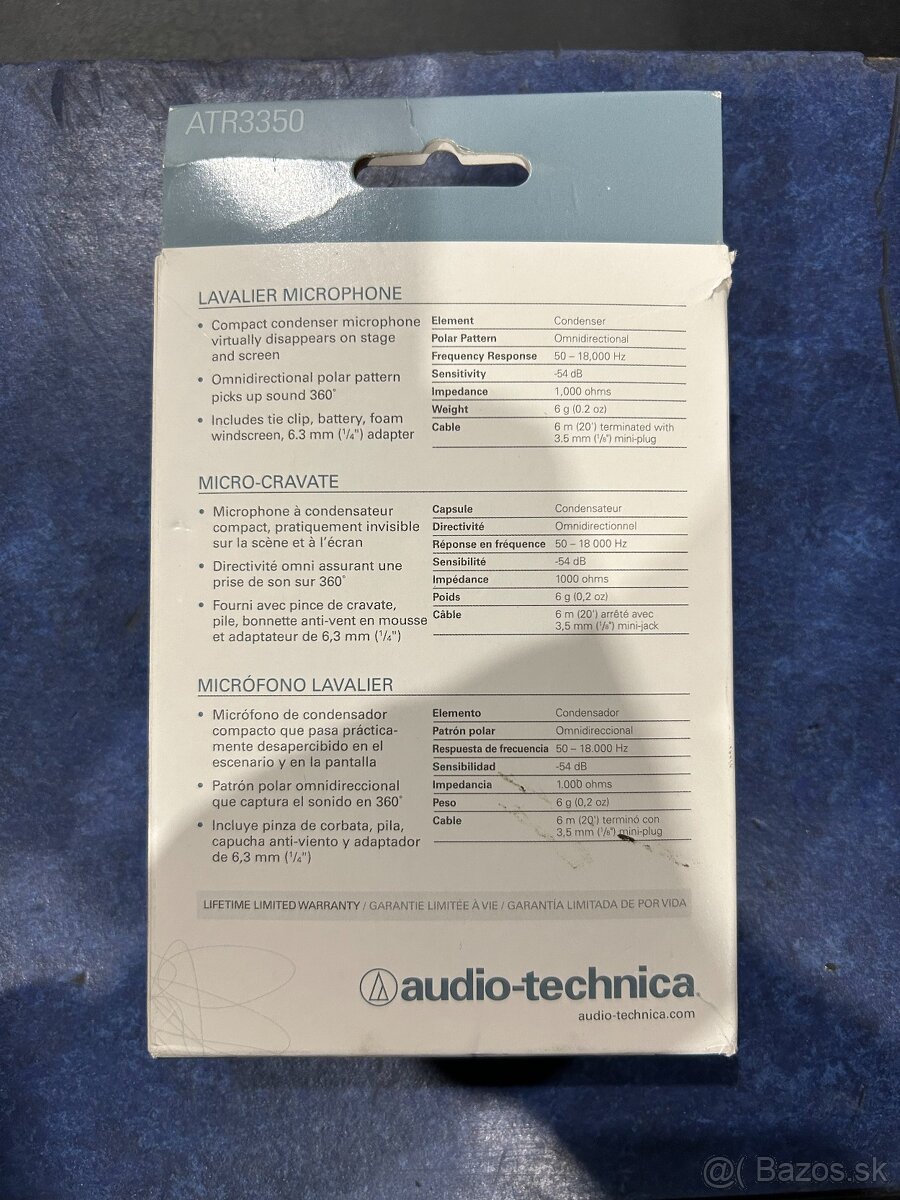 ATR3350
LAVALIER MICROPHONE
• Compact condenser microphone
virtually disappears on stage
and screen
• Omnidirectional polar pattern
picks up sound 360°
• Includes tie clip, battery, foam
windscreen, 6.3 mm (1/4") adapter
Element Condenser
Polar Pattern Omnidirectional
Frequency Response 50 – 18,000 Hz
Sensitivity -54 dB
Impedance 1,000 ohms
Weight 6 g (0.2 oz)
Cable 6 m (20') terminated with
3.5 mm (1/8") mini-plug
MICRO-CRAVATE
• Microphone à condensateur
compact, pratiquement invisible
sur la scène et à l'écran
• Directivité omni assurant une
prise de son sur 360°
• Fourni avec pince de cravate,
pile, bonnette anti-vent en mousse
et adaptateur de 6,3 mm (1/4")
Capsule Condensateur
Directivité Omnidirectionnel
Réponse en fréquence 50 – 18 000 Hz
Sensibilité -54 dB
Impédance 1000 ohms
Poids 6 g (0,2 oz)
Câble 6 m (20') arrêté avec
3,5 mm (1/8") mini-jack
MICRÓFONO LAVALIER
• Micrófono de condensador
compacto que pasa práctica-
mente desapercibido en el
escenario y en la pantalla
• Patrón polar omnidireccional
que captura el sonido en 360°
• Incluye pinza de corbata, pila,
capucha anti-viento y adaptador
de 6,3 mm (1/4")
Elemento Condensador
Patrón polar Omnidireccional
Respuesta de frecuencia 50 – 18.000 Hz
Sensibilidad -54 dB
Impedancia 1.000 ohms
Peso 6 g (0,2 oz)
Cable 6 m (20') terminó con
3,5 mm (1/8") mini-plug
LIFETIME LIMITED WARRANTY / GARANTIE LIMITÉE À VIE / GARANTÍA LIMITADA DE POR VIDA
audio-technica
audio-technica.com
@( Bazos.sk